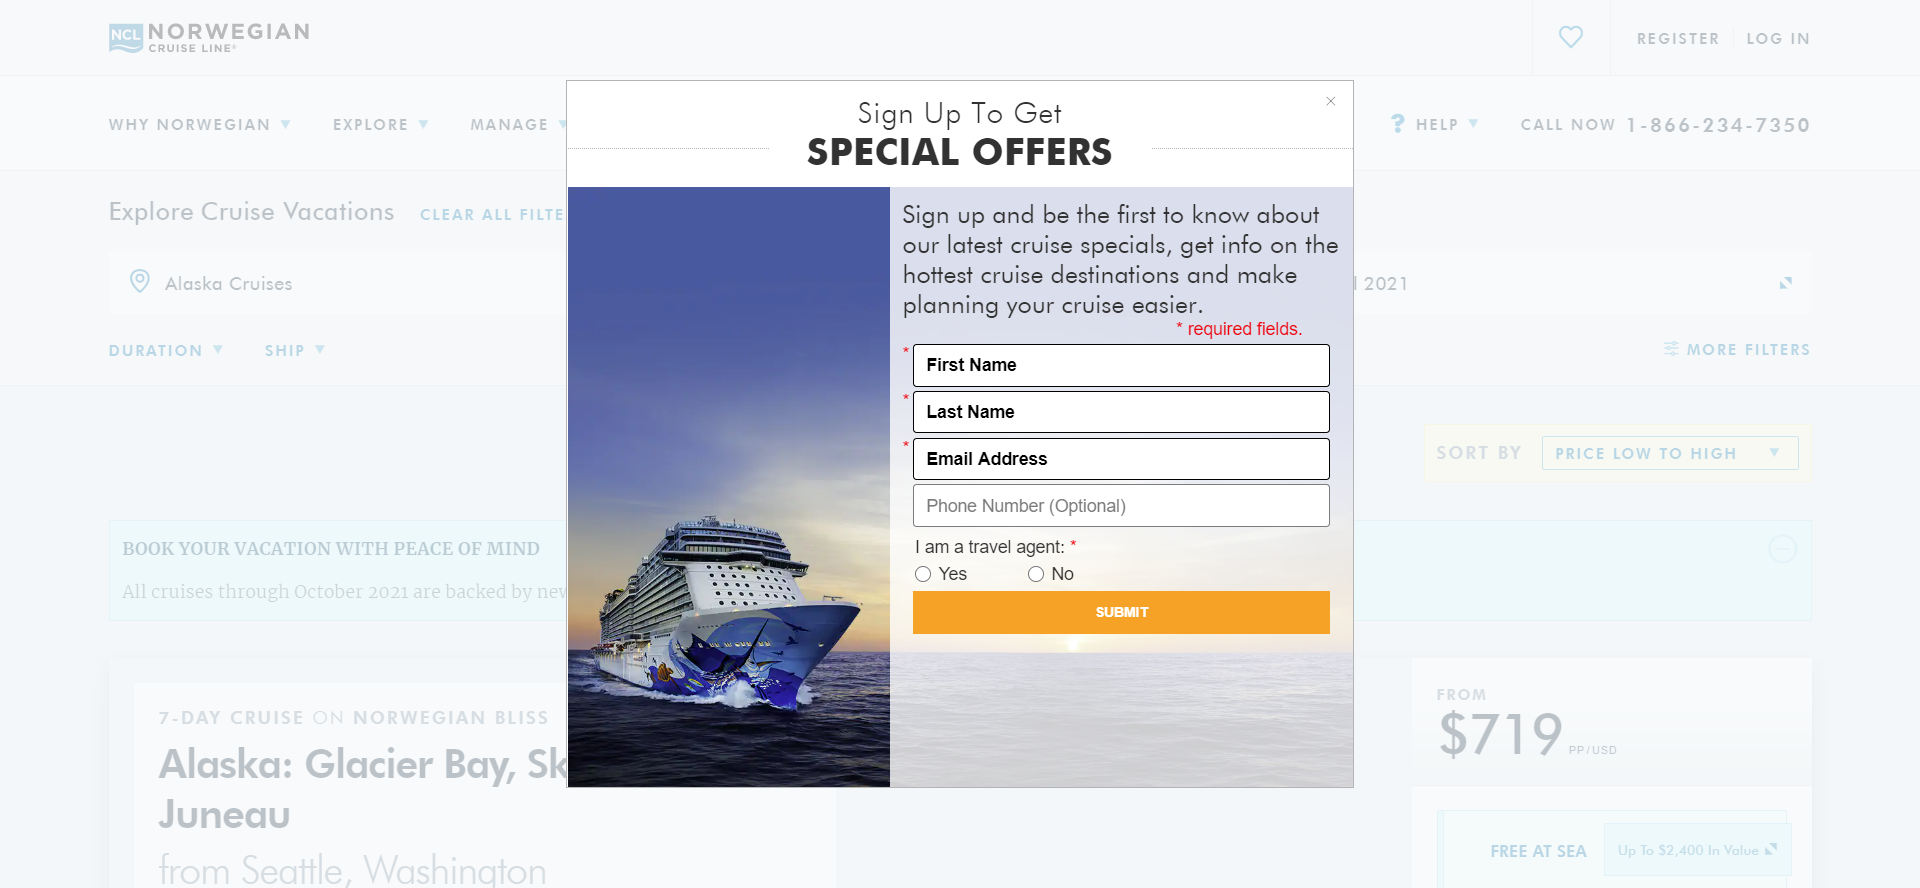 NCL NORWEGIAN
CRUISE LINE®
REGISTER
LOG IN
WHY NORWEGIAN
EXPLORE
MANAGE
HELP
CALL NOW 1-866-234-7350
Explore Cruise Vacations
CLEAR ALL FILTE
Alaska Cruises
2021
DURATION
SHIP
MORE FILTERS
SORT BY
PRICE LOW TO HIGH
BOOK YOUR VACATION WITH PEACE OF MIND
All cruises through October 2021 are backed by new
7-DAY CRUISE ON NORWEGIAN BLISS
Alaska: Glacier Bay, Sk
Juneau
from Seattle, Washington
FROM
$719 PP/USD
FREE AT SEA
Up To $2,400 In Value
Sign Up To Get
SPECIAL OFFERS
Sign up and be the first to know about
our latest cruise specials, get info on the
hottest cruise destinations and make
planning your cruise easier.
* required fields.
* First Name
* Last Name
* Email Address
Phone Number (Optional)
I am a travel agent: *
Yes
No
SUBMIT